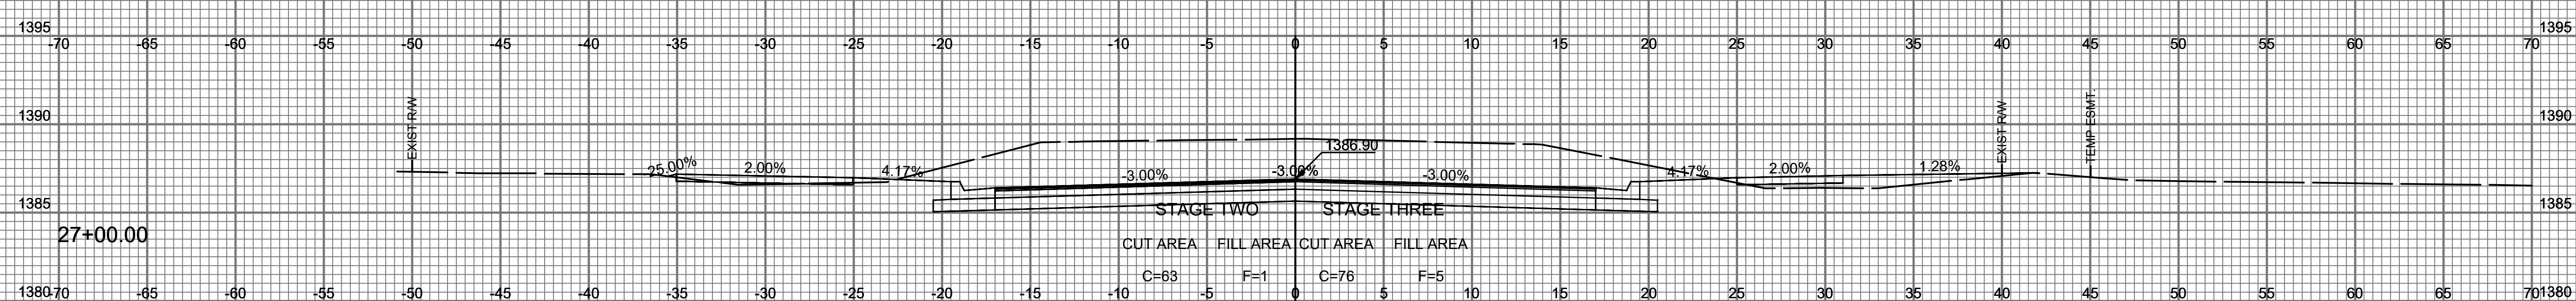 1395 1395
-70 -65 -60 -55 -50 -45 -40 -35 -30 -25 -20 -15 -10 -5 0 5 10 15 20 25 30 35 40 45 50 55 60 65 70
EXIST R/W
EXIST R/W
TEMP ESMT.
1390 1390
1386.90
25.00% 2.00% 4.17% -3.00% -3.00% -3.00% 4.17% 2.00% 1.28%
1385 1385
STAGE TWO STAGE THREE
27+00.00
CUT AREA FILL AREA CUT AREA FILL AREA
C=63 F=1 C=76 F=5
1380 1380
-70 -65 -60 -55 -50 -45 -40 -35 -30 -25 -20 -15 -10 -5 0 5 10 15 20 25 30 35 40 45 50 55 60 65 70